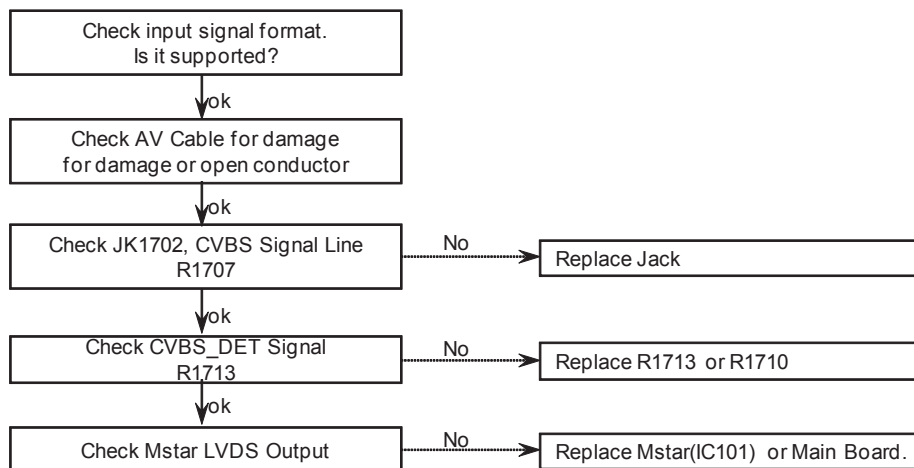 Check input signal format.
Is it supported?
ok
Check AV Cable for damage
for damage or open conductor
ok
Check JK1702, CVBS Signal Line
R1707
No
Replace Jack
ok
Check CVBS_DET Signal
R1713
No
Replace R1713 or R1710
ok
Check Mstar LVDS Output
No
Replace Mstar(IC101) or Main Board.